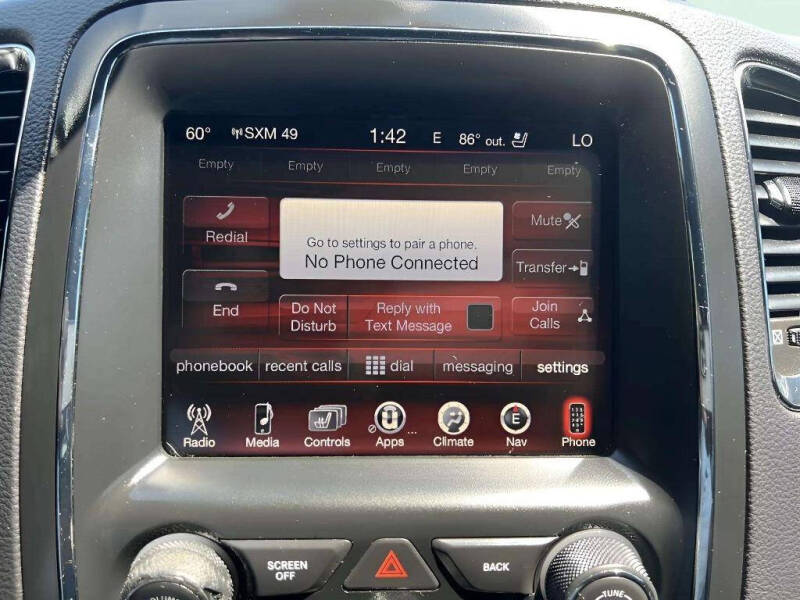 60° SXM 49 1:42 E 86° out. LO
Empty Empty Empty Empty Empty
Redial
Go to settings to pair a phone.
No Phone Connected
Mute
Transfer
End
Do Not
Disturb
Reply with
Text Message
Join
Calls
phonebook recent calls dial messaging settings
Radio Media Controls Apps Climate Nav Phone
E
SCREEN
OFF
BACK
VOLUME
TUNE